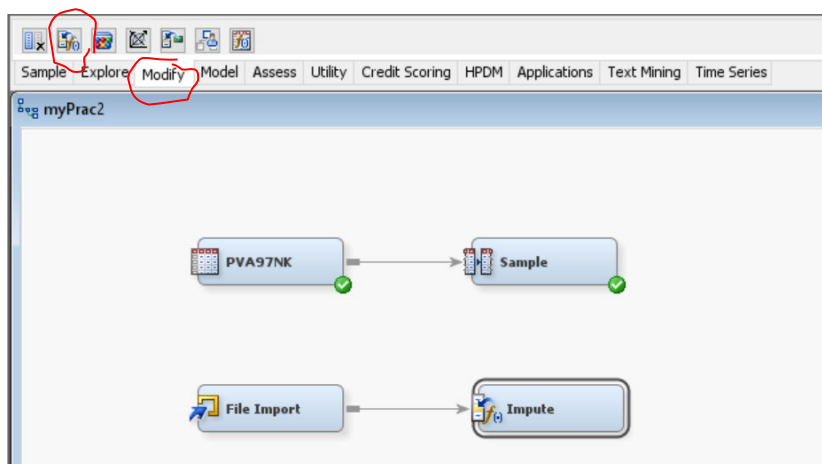 Sample Explore Modify Model Assess Utility Credit Scoring HPDM Applications Text Mining Time Series
myPrac2
PVA97NK Sample
File Import Impute